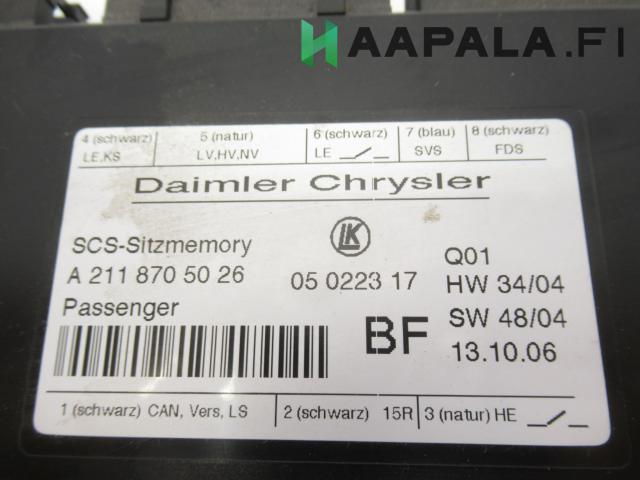 HAAPALA.FI
4 (schwarz) 5 (natur) 6 (schwarz) 7 (blau) 8 (schwarz)
LE,KS LV,HV,NV LE SVS FDS
Daimler Chrysler
SCS-Sitzmemory LK Q01
A 211 870 50 26 05 0223 17 HW 34/04
Passenger BF SW 48/04
13.10.06
1 (schwarz) CAN, Vers, LS 2 (schwarz) 15R 3 (natur) HE